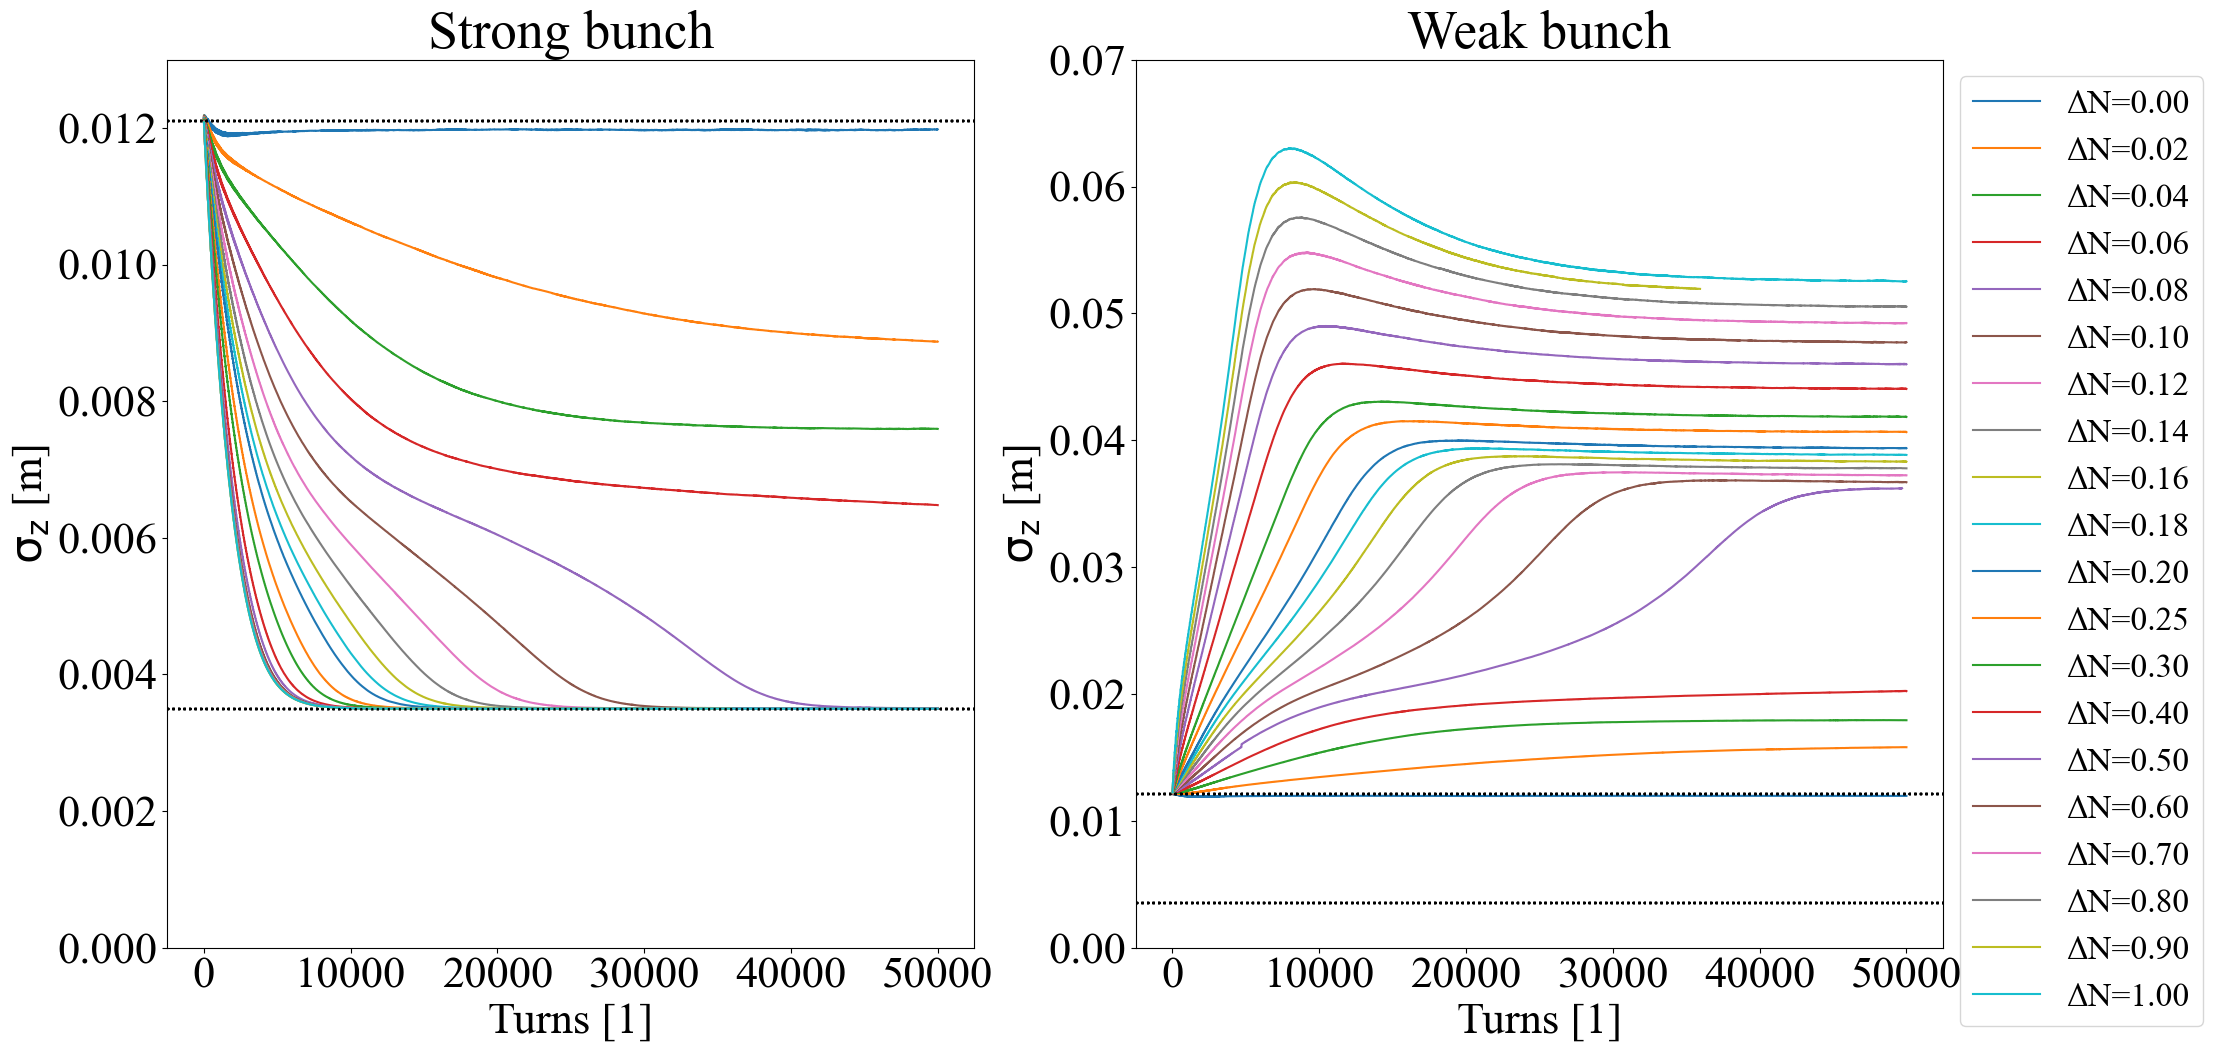 Strong bunch
0.012
0.010
0.008
0.006
0.004
0.002
0.000
σz [m]
0 10000 20000 30000 40000 50000
Turns [1]
Weak bunch
0.07
0.06
0.05
0.04
0.03
0.02
0.01
0.00
σz [m]
0 10000 20000 30000 40000 50000
Turns [1]
ΔN=0.00
ΔN=0.02
ΔN=0.04
ΔN=0.06
ΔN=0.08
ΔN=0.10
ΔN=0.12
ΔN=0.14
ΔN=0.16
ΔN=0.18
ΔN=0.20
ΔN=0.25
ΔN=0.30
ΔN=0.40
ΔN=0.50
ΔN=0.60
ΔN=0.70
ΔN=0.80
ΔN=0.90
ΔN=1.00